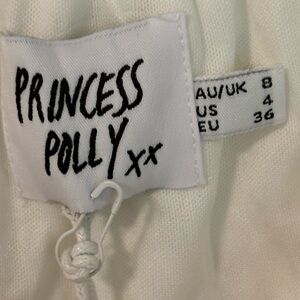 PRINCESS
POLLY xx
AU/UK 8
US 4
EU 36